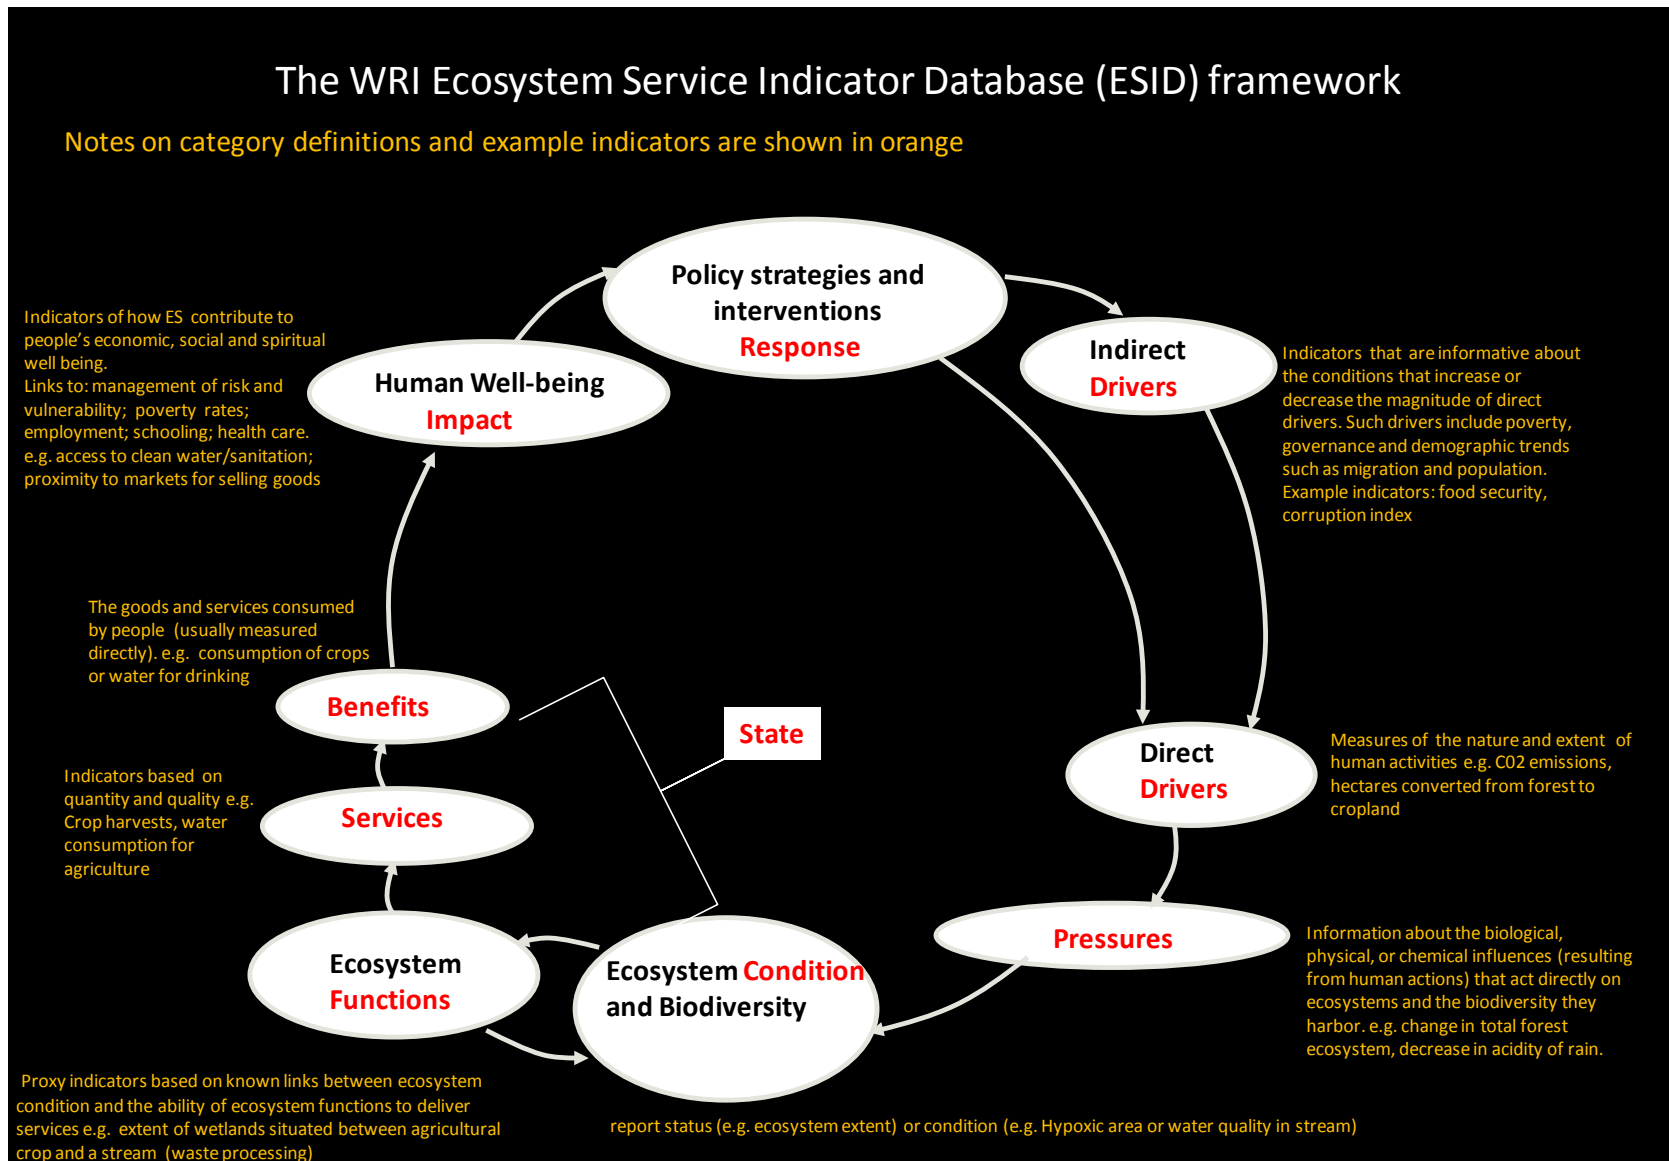 The WRI Ecosystem Service Indicator Database (ESID) framework
Notes on category definitions and example indicators are shown in orange
Policy strategies and
interventions
Response
Indirect
Drivers
Indicators that are informative about
the conditions that increase or
decrease the magnitude of direct
drivers. Such drivers include poverty,
governance and demographic trends
such as migration and population.
Example indicators: food security,
corruption index
Indicators of how ES contribute to
people's economic, social and spiritual
well being.
Links to: management of risk and
vulnerability; poverty rates;
employment; schooling; health care.
e.g. access to clean water/sanitation;
proximity to markets for selling goods
Human Well-being
Impact
The goods and services consumed
by people (usually measured
directly). e.g. consumption of crops
or water for drinking
Benefits
State
Direct
Drivers
Measures of the nature and extent of
human activities e.g. C02 emissions,
hectares converted from forest to
cropland
Indicators based on
quantity and quality e.g.
Crop harvests, water
consumption for
agriculture
Services
Pressures
Information about the biological,
physical, or chemical influences (resulting
from human actions) that act directly on
ecosystems and the biodiversity they
harbor. e.g. change in total forest
ecosystem, decrease in acidity of rain.
Ecosystem
Functions
Ecosystem Condition
and Biodiversity
Proxy indicators based on known links between ecosystem
condition and the ability of ecosystem functions to deliver
services e.g. extent of wetlands situated between agricultural
crop and a stream (waste processing)
report status (e.g. ecosystem extent) or condition (e.g. Hypoxic area or water quality in stream)